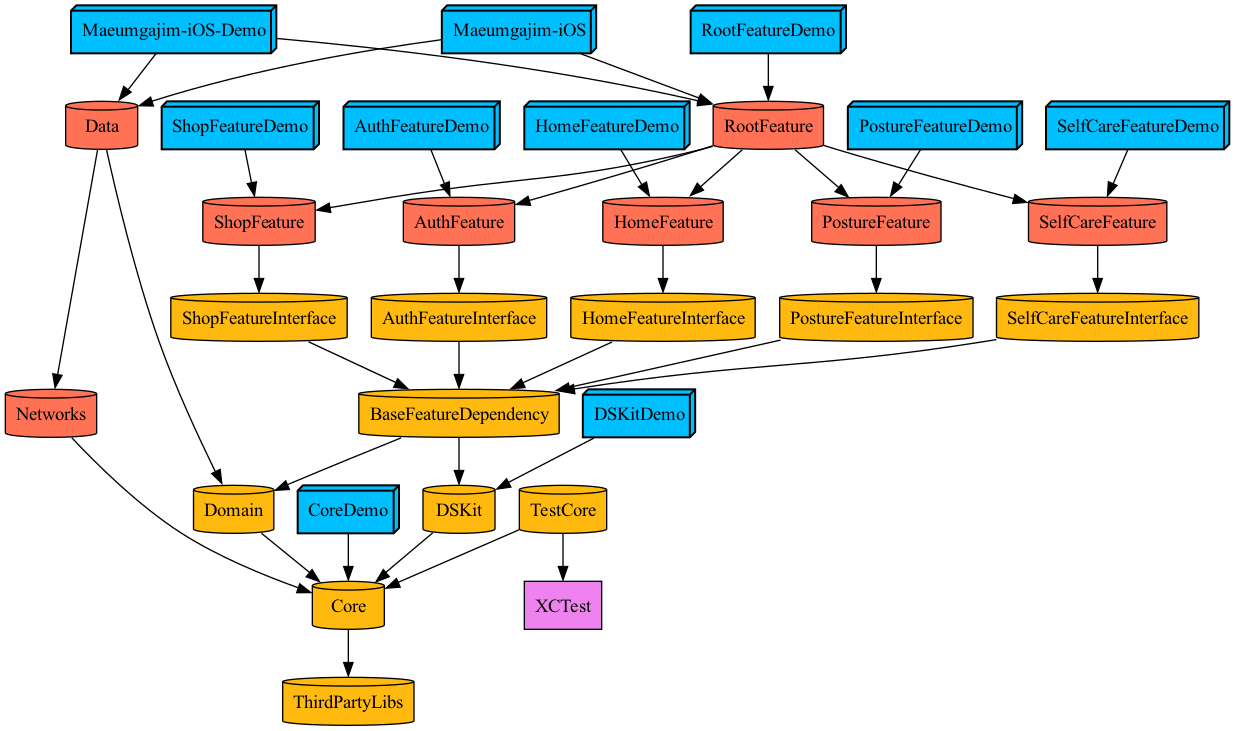 Maeumgajim-iOS-Demo
Maeumgajim-iOS
RootFeatureDemo
Data
ShopFeatureDemo
AuthFeatureDemo
HomeFeatureDemo
RootFeature
PostureFeatureDemo
SelfCareFeatureDemo
ShopFeature
AuthFeature
HomeFeature
PostureFeature
SelfCareFeature
ShopFeatureInterface
AuthFeatureInterface
HomeFeatureInterface
PostureFeatureInterface
SelfCareFeatureInterface
Networks
BaseFeatureDependency
DSKitDemo
Domain
CoreDemo
DSKit
TestCore
Core
XCTest
ThirdPartyLibs